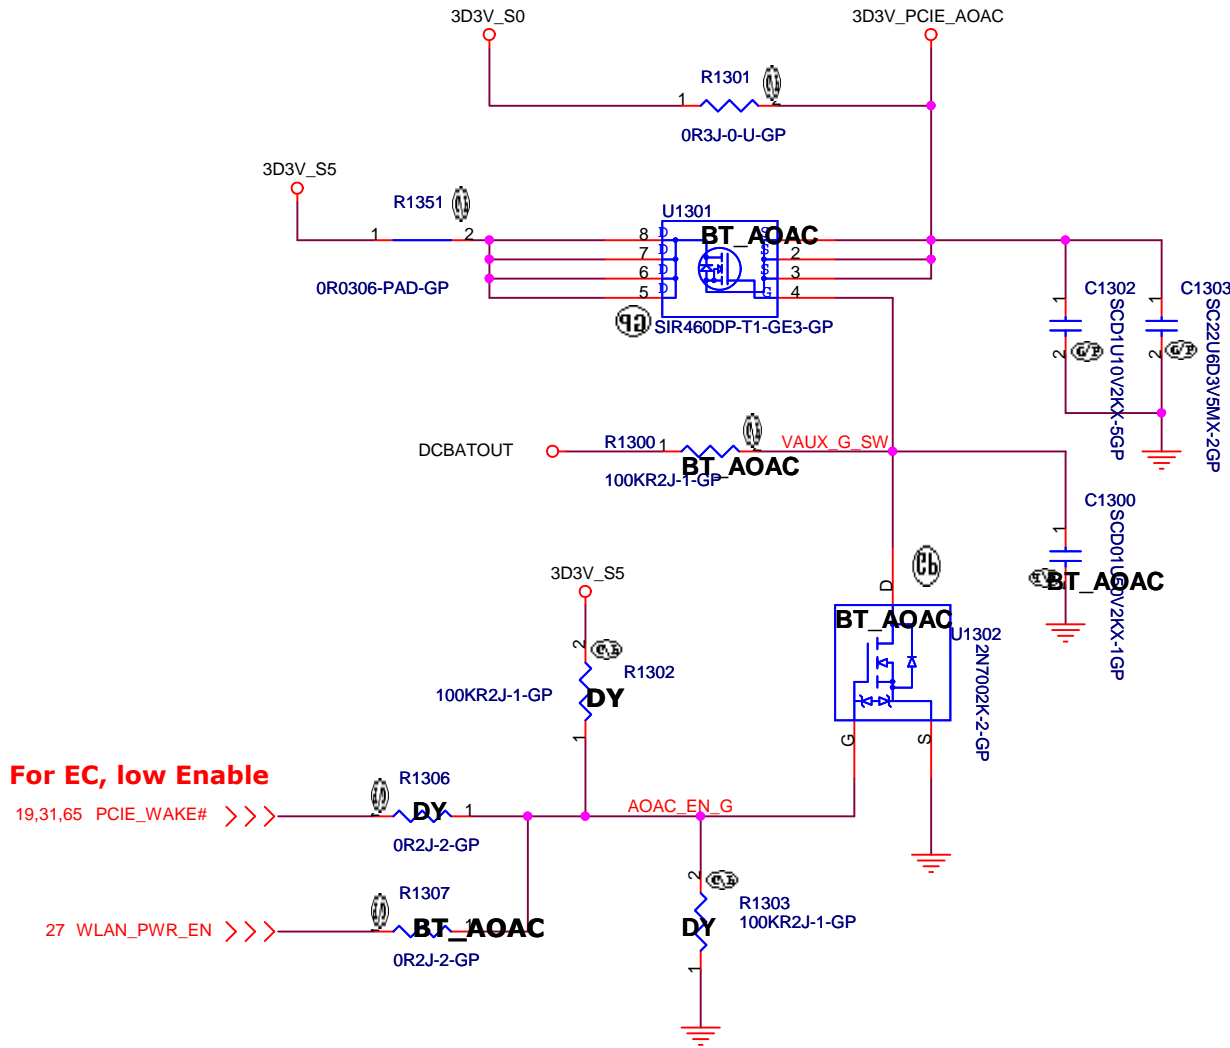 3D3V_S0
3D3V_PCIE_AOAC
R1301
1
2
0R3J-0-U-GP
3D3V_S5
R1351
1
2
0R0306-PAD-GP
U1301
BT_AOAC
8
D
7
D
2
S
6
D
3
S
5
D
4
G
SIR460DP-T1-GE3-GP
C1302
1
2
SCD1U10V2KX-5GP
C1303
1
2
SC22U6D3V5MX-2GP
DCBATOUT
R1300
1
BT_AOAC
100KR2J-1-GP
VAUX_G_SW
C1300
1
BT_AOAC
3D3V_S5
2
R1302
100KR2J-1-GP
DY
1
D
BT_AOAC
U1302
2N7002K-2-GP
G
S
For EC, low Enable
19,31,65 PCIE_WAKE#
R1306
DY
1
0R2J-2-GP
AOAC_EN_G
27 WLAN_PWR_EN
R1307
BT_AOAC
0R2J-2-GP
2
R1303
100KR2J-1-GP
DY
1